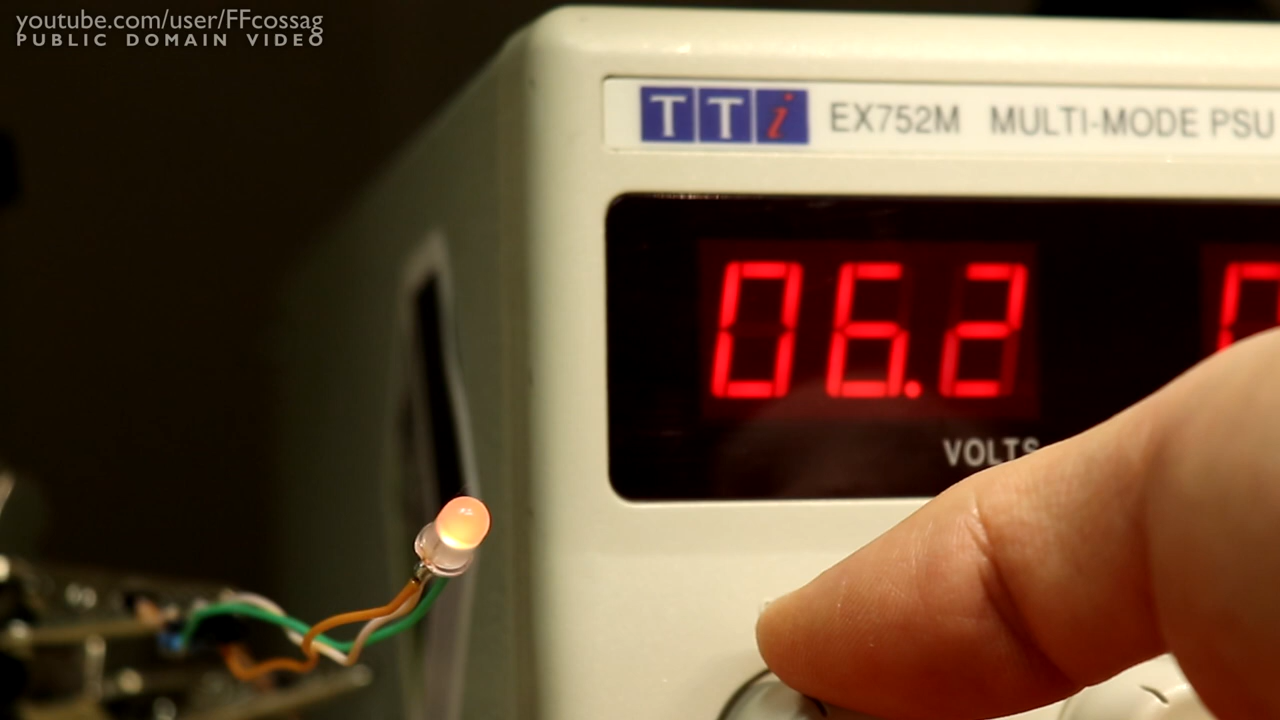 youtube.com/user/FFcossag
PUBLIC DOMAIN VIDEO
TTi EX752M MULTI-MODE PSU
06.2
VOLTS